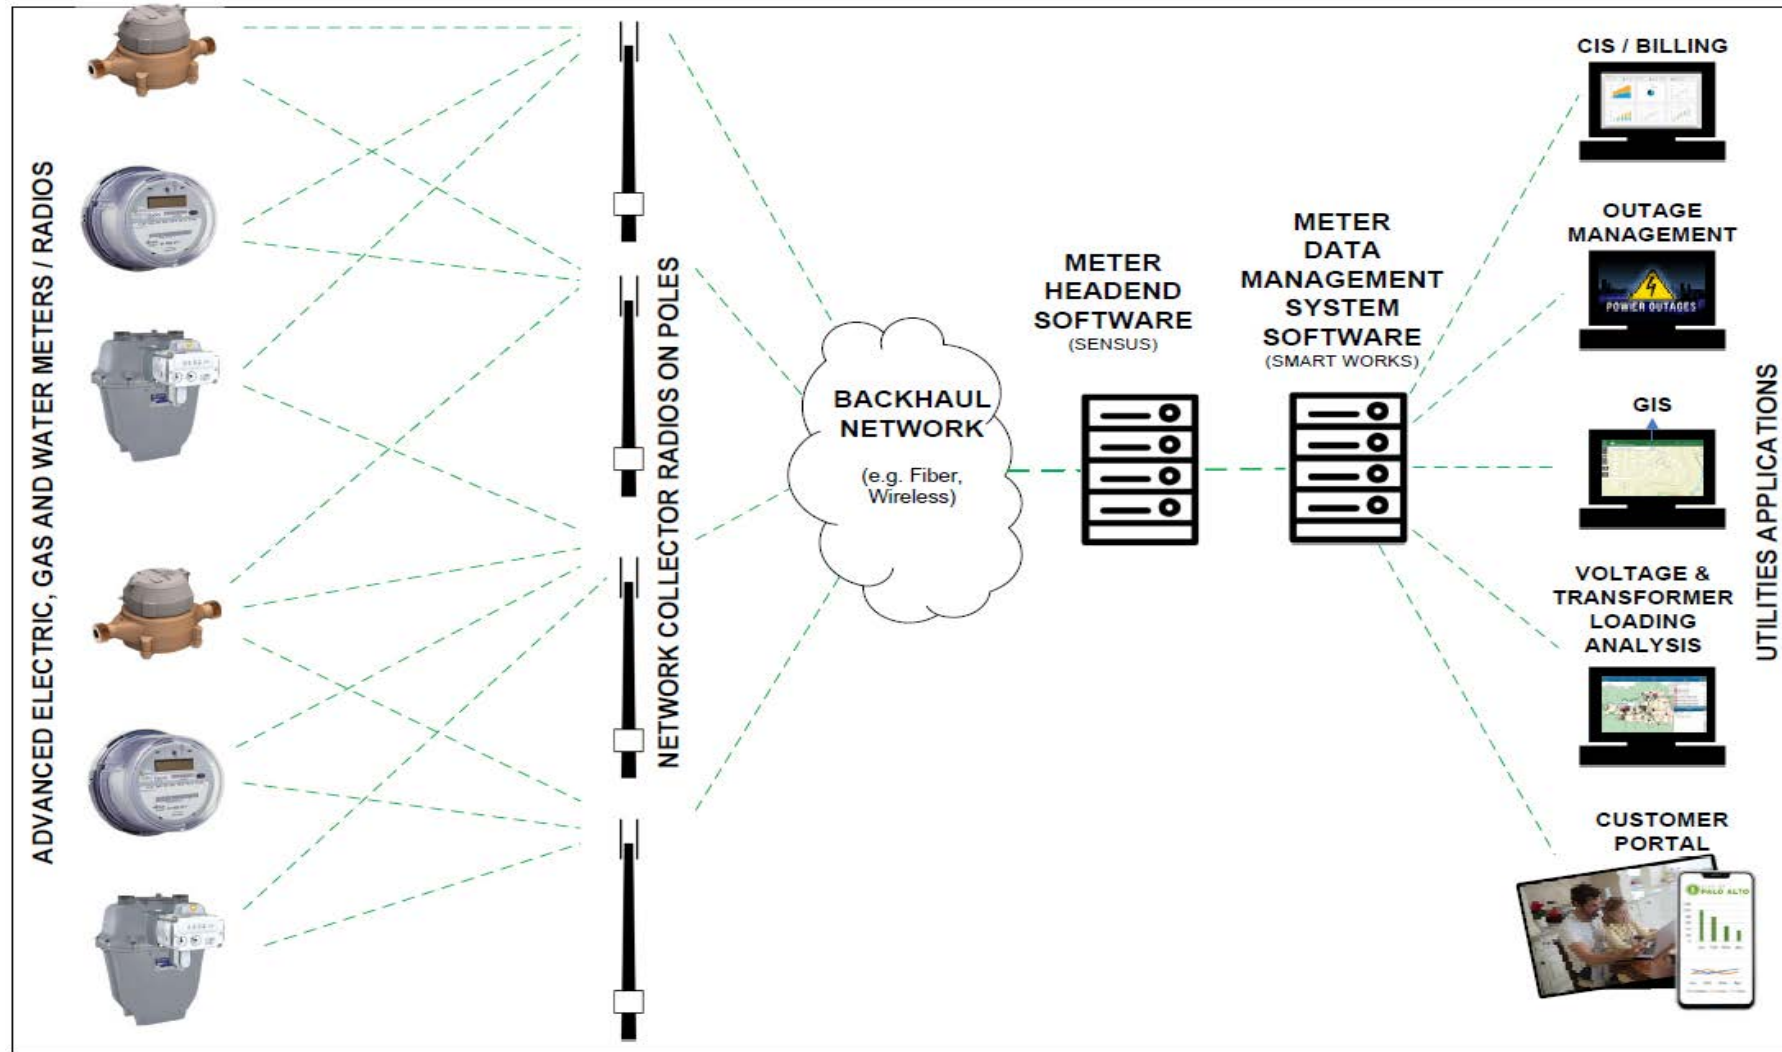 ADVANCED ELECTRIC, GAS AND WATER METERS / RADIOS
NETWORK COLLECTOR RADIOS ON POLES
BACKHAUL
NETWORK
(e.g. Fiber,
Wireless)
METER
HEADEND
SOFTWARE
(SENSUS)
METER
DATA
MANAGEMENT
SYSTEM
SOFTWARE
(SMART WORKS)
CIS / BILLING
OUTAGE
MANAGEMENT
POWER OUTAGES
GIS
VOLTAGE &
TRANSFORMER
LOADING
ANALYSIS
CUSTOMER
PORTAL
PALO ALTO
UTILITIES APPLICATIONS